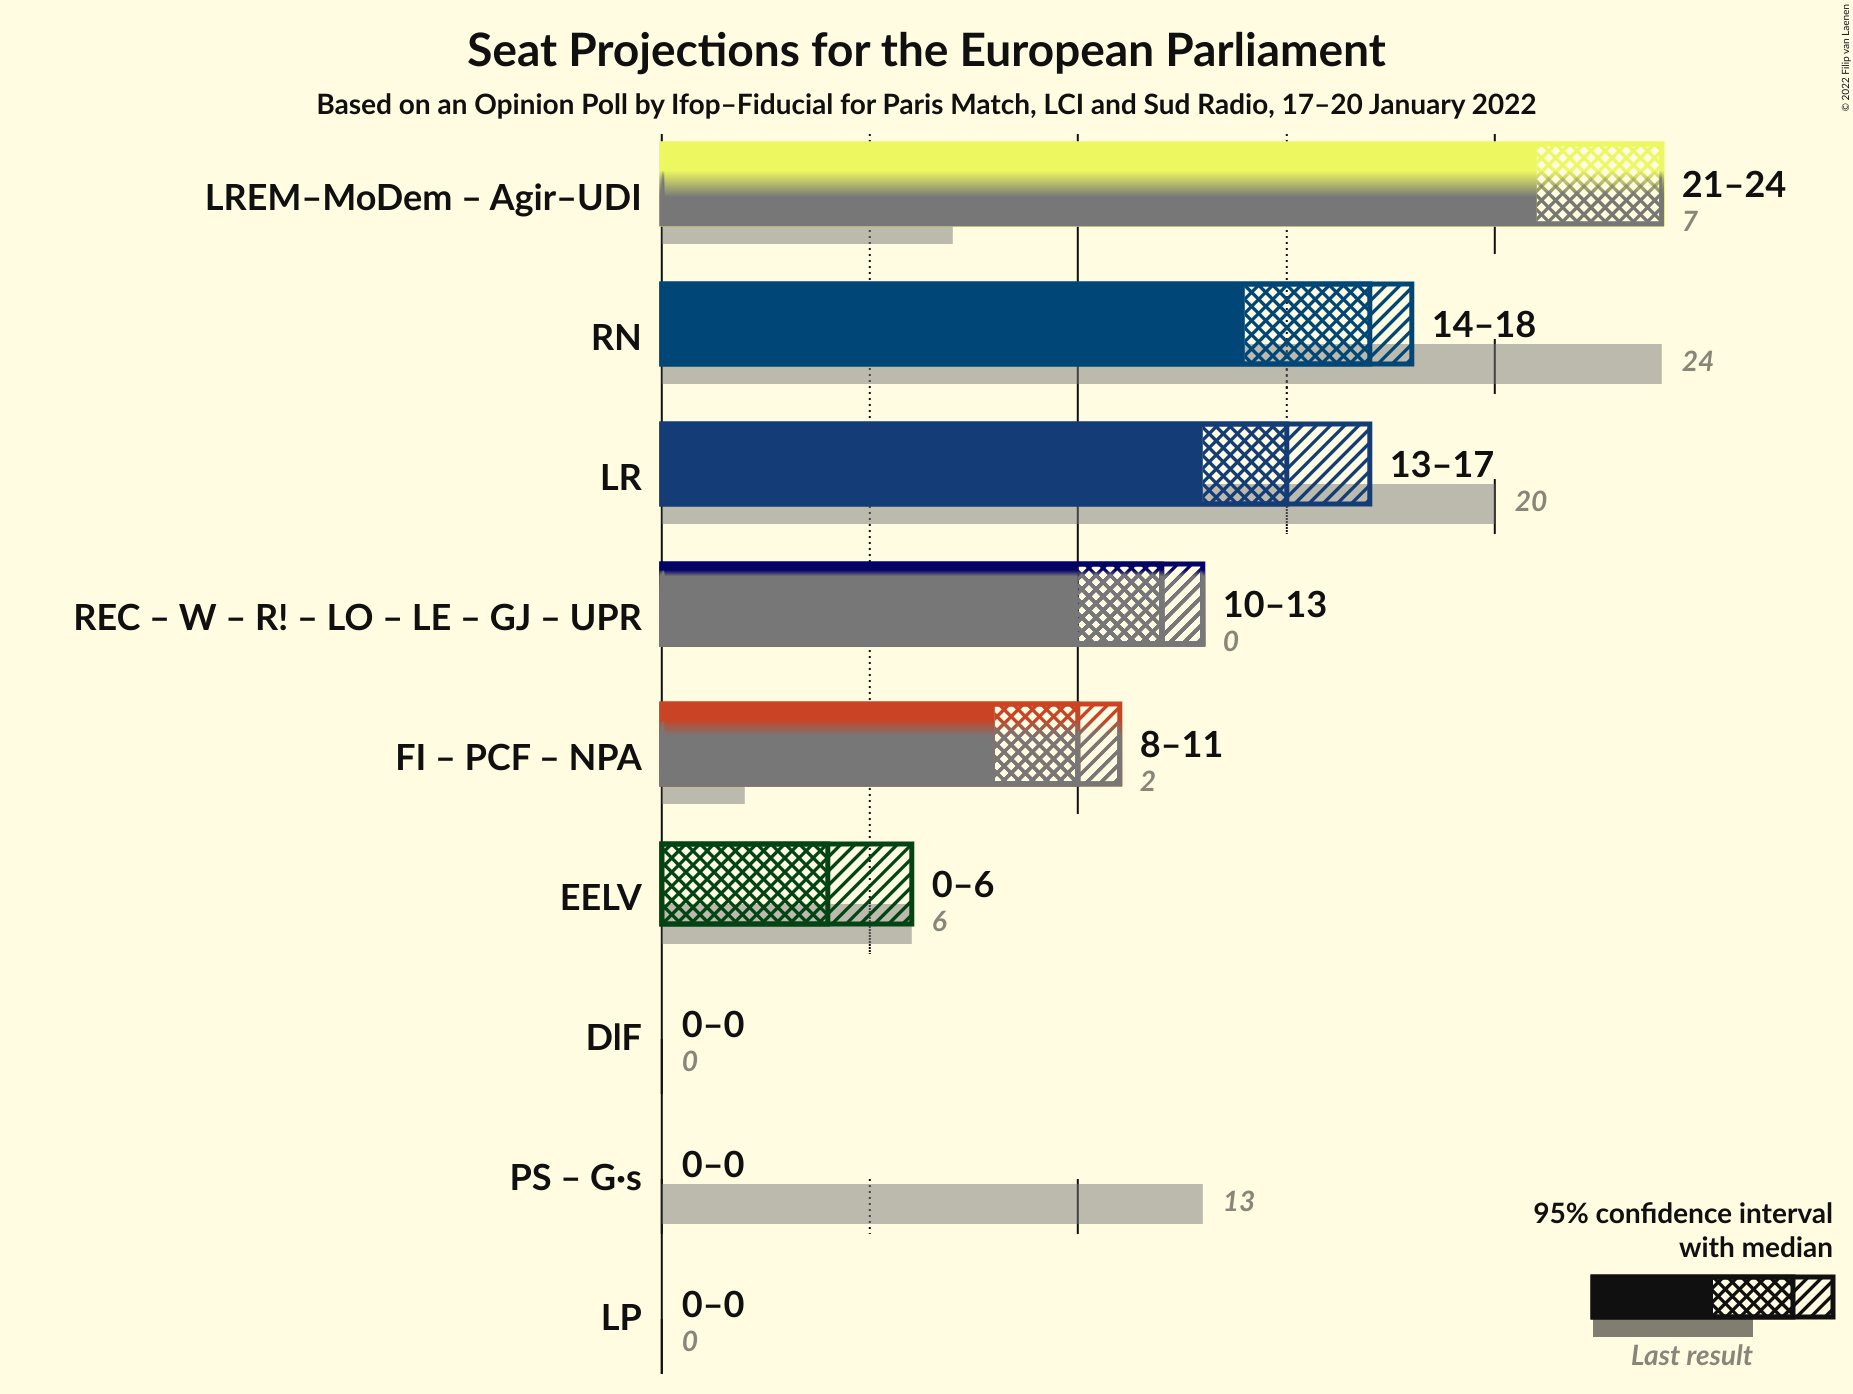 Seat Projections for the European Parliament
Based on an Opinion Poll by Ifop–Fiducial for Paris Match, LCI and Sud Radio, 17–20 January 2022
© 2022 Filip van Laenen
LREM–MoDem – Agir–UDI
21–24
7
RN
14–18
24
LR
13–17
20
REC – W – R! – LO – LE – GJ – UPR
10–13
0
FI – PCF – NPA
8–11
2
EELV
0–6
6
DlF
0–0
0
PS – G·s
0–0
13
LP
0–0
0
95% confidence interval
with median
Last result